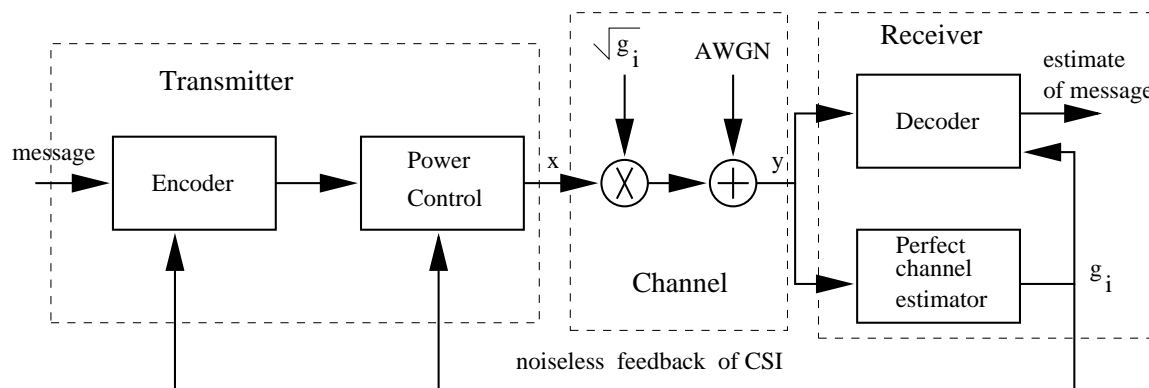 Transmitter
message
Encoder
Power
Control
x
√g i
AWGN
X
+
y
Channel
Receiver
Decoder
estimate
of message
Perfect
channel
estimator
g i
noiseless feedback of CSI